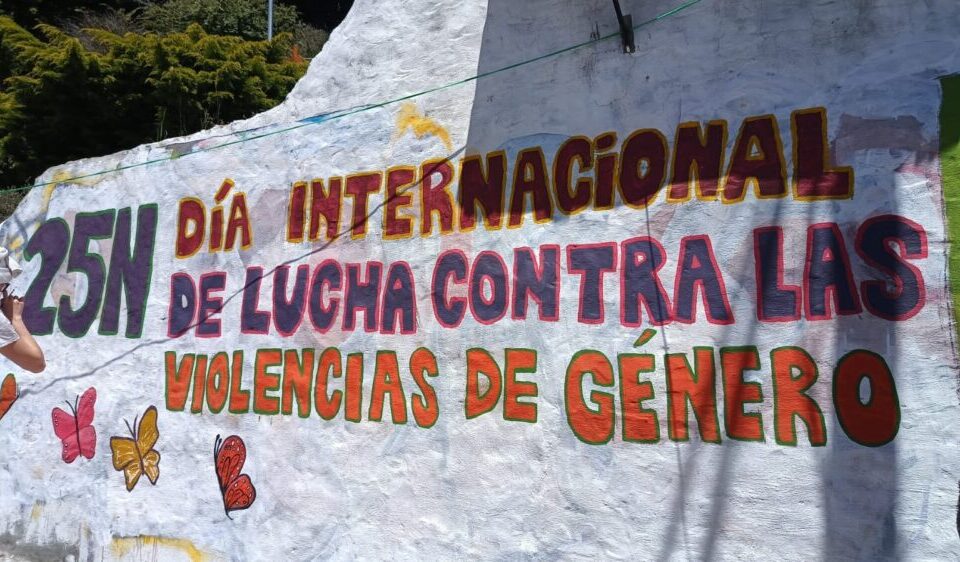 25N DíA INTERNACiONAL
DE LUCHA CONTRA LAS
VIOLENCIAS DE GÉNERO